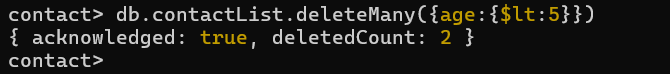 contact> db.contactList.deleteMany({age:{$lt:5}})
{ acknowledged: true, deletedCount: 2 }
contact>